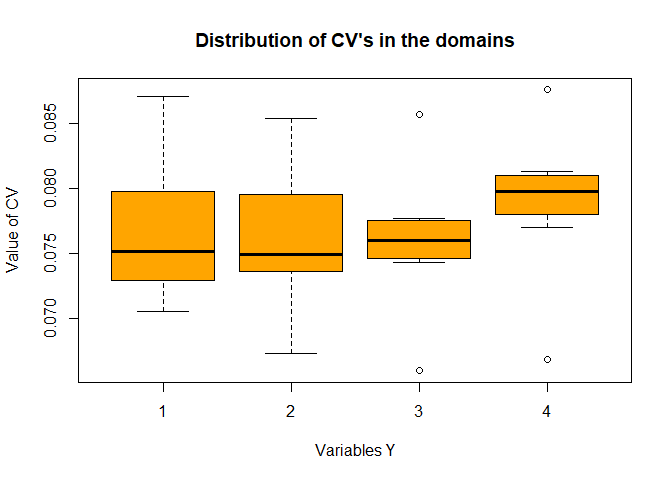 Distribution of CV's in the domains
Value of CV
0.085
0.080
0.075
0.070
1 2 3 4
Variables Y